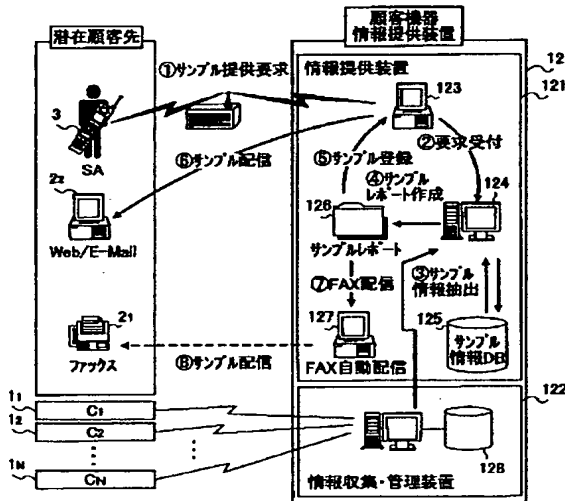 潜在顧客先
顧客機器
情報提供装置
情報提供装置
12
121
①サンプル提供要求
123
3
SA
②要求受付
⑥サンプル配信
⑤サンプル登録
④サンプル
レポート作成
124
22
126
Web/E-Mail
サンプルレポート
③サンプル
情報抽出
⑦FAX配信
127
125
21
サンプル
情報DB
ファックス
⑧サンプル配信
FAX自動配信
11
C1
12
C2
1N
CN
122
128
情報収集・管理装置